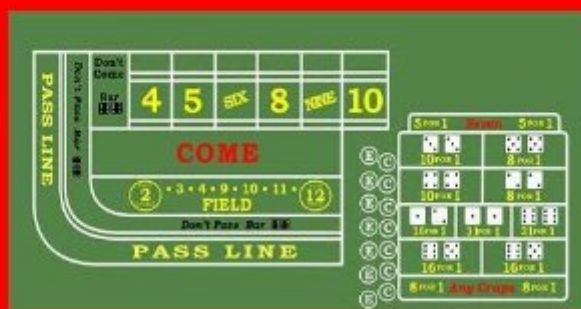 Don't
Come
Bar
4 5 SIX 8 NINE 10
PASS LINE
Don't Pass Bar
COME
2 · 3 · 4 · 9 · 10 · 11 · 12
FIELD
Don't Pass Bar
PASS LINE
E C
E C
E C
E C
E C
E C
E C
5 FOR 1 Seven 5 FOR 1
10 FOR 1 8 FOR 1
10 FOR 1 8 FOR 1
16 FOR 1 31 FOR 1 31 FOR 1
16 FOR 1 16 FOR 1
8 FOR 1 Any Craps 8 FOR 1